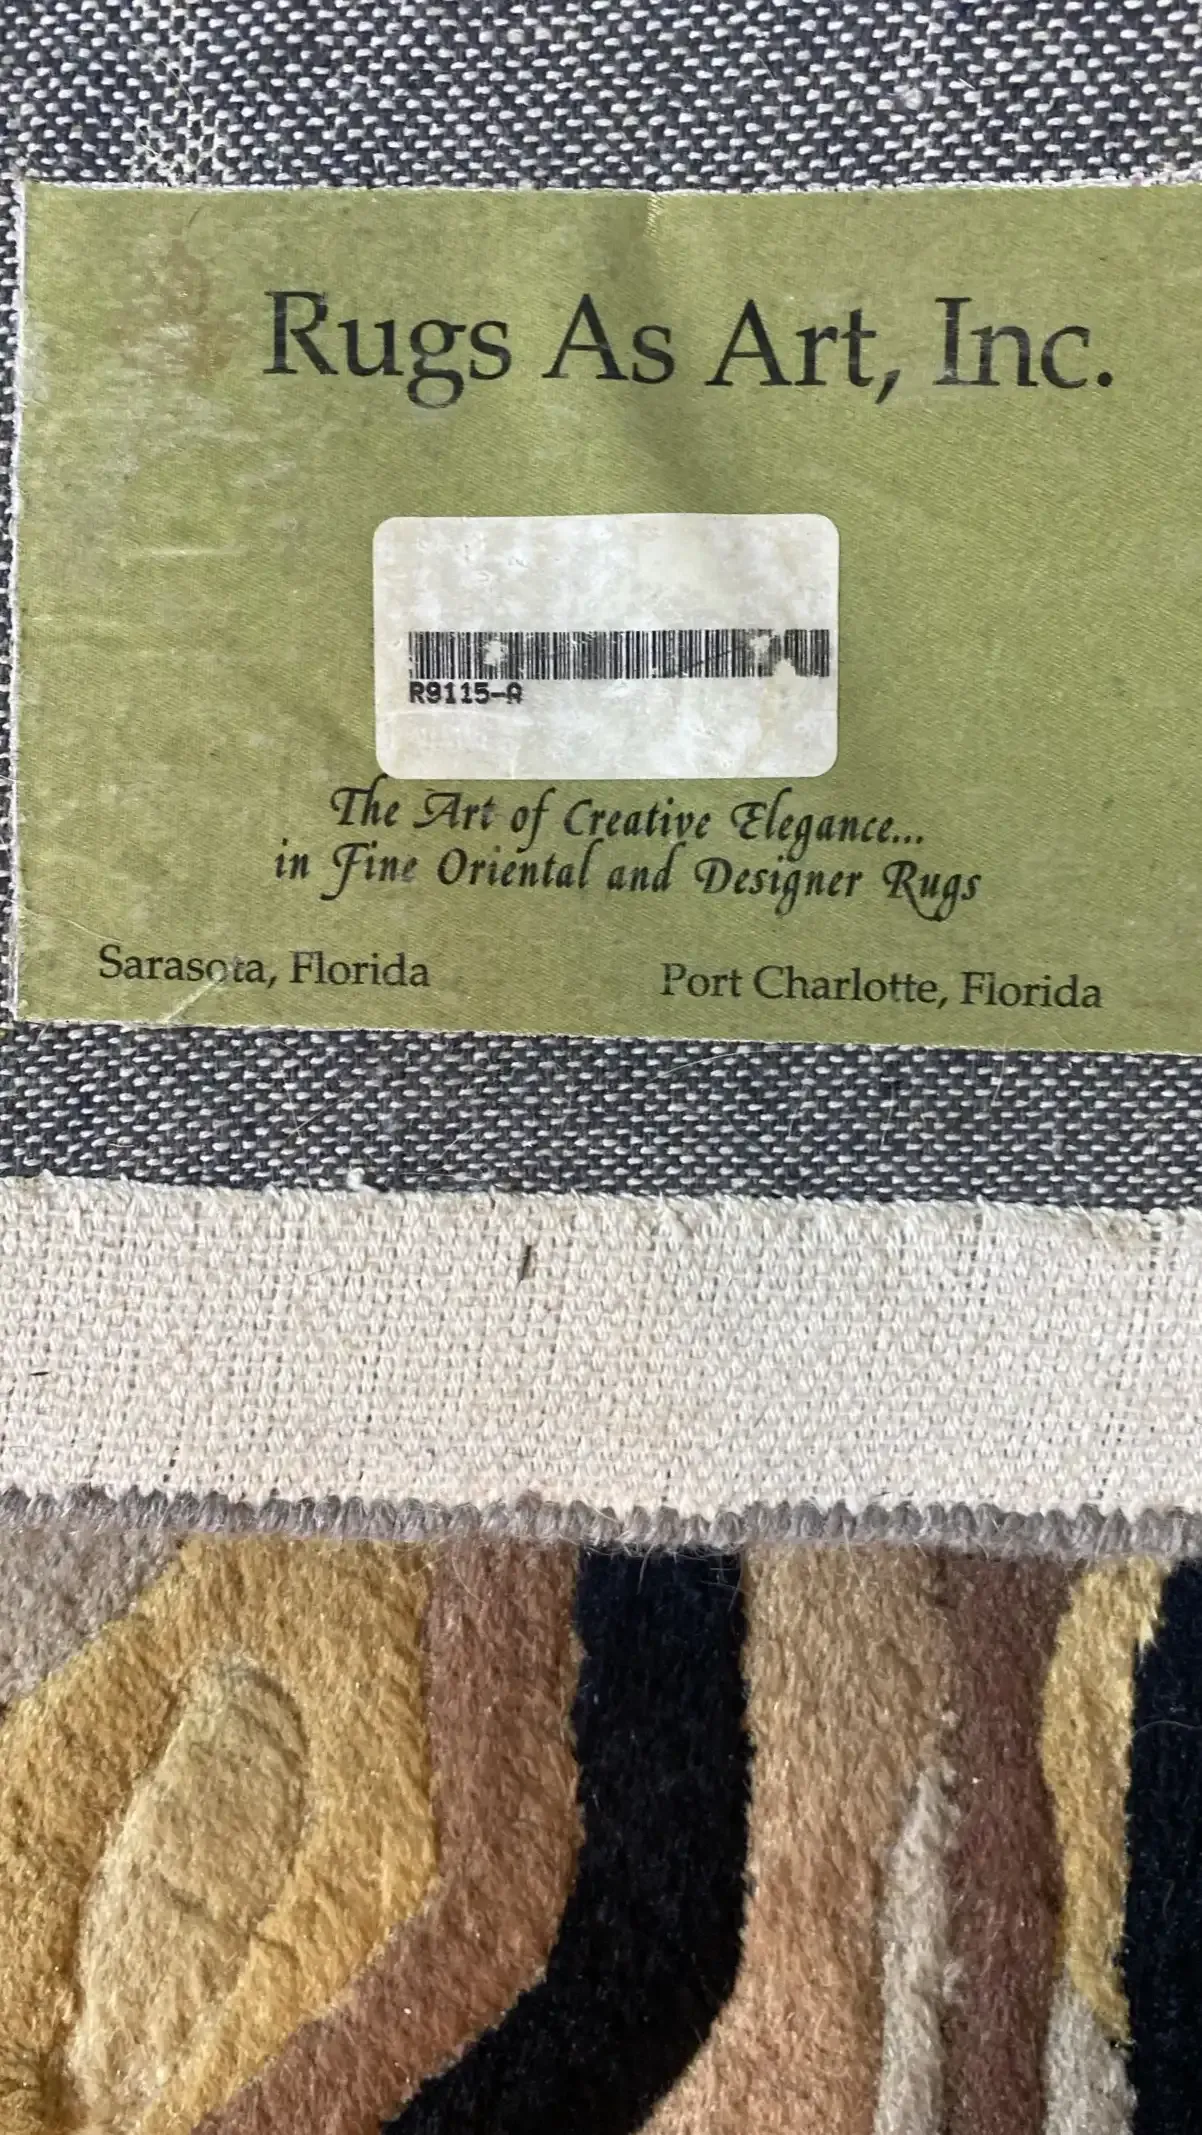 Rugs As Art, Inc.
R9115-A
The Art of Creative Elegance...
in Fine Oriental and Designer Rugs
Sarasota, Florida
Port Charlotte, Florida